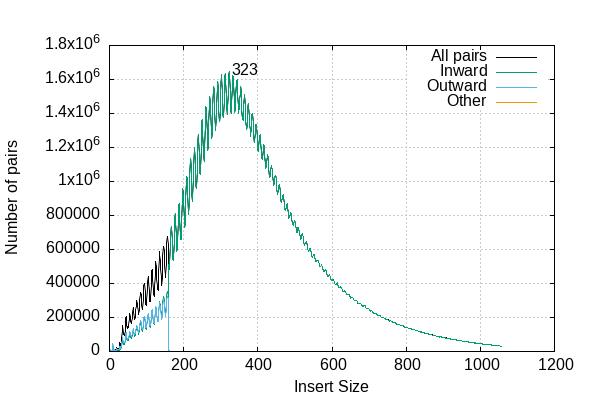 1.8x10⁶
1.6x10⁶
1.4x10⁶
1.2x10⁶
1x10⁶
800000
600000
400000
200000
0
Number of pairs
323
All pairs
Inward
Outward
Other
0 200 400 600 800 1000 1200
Insert Size